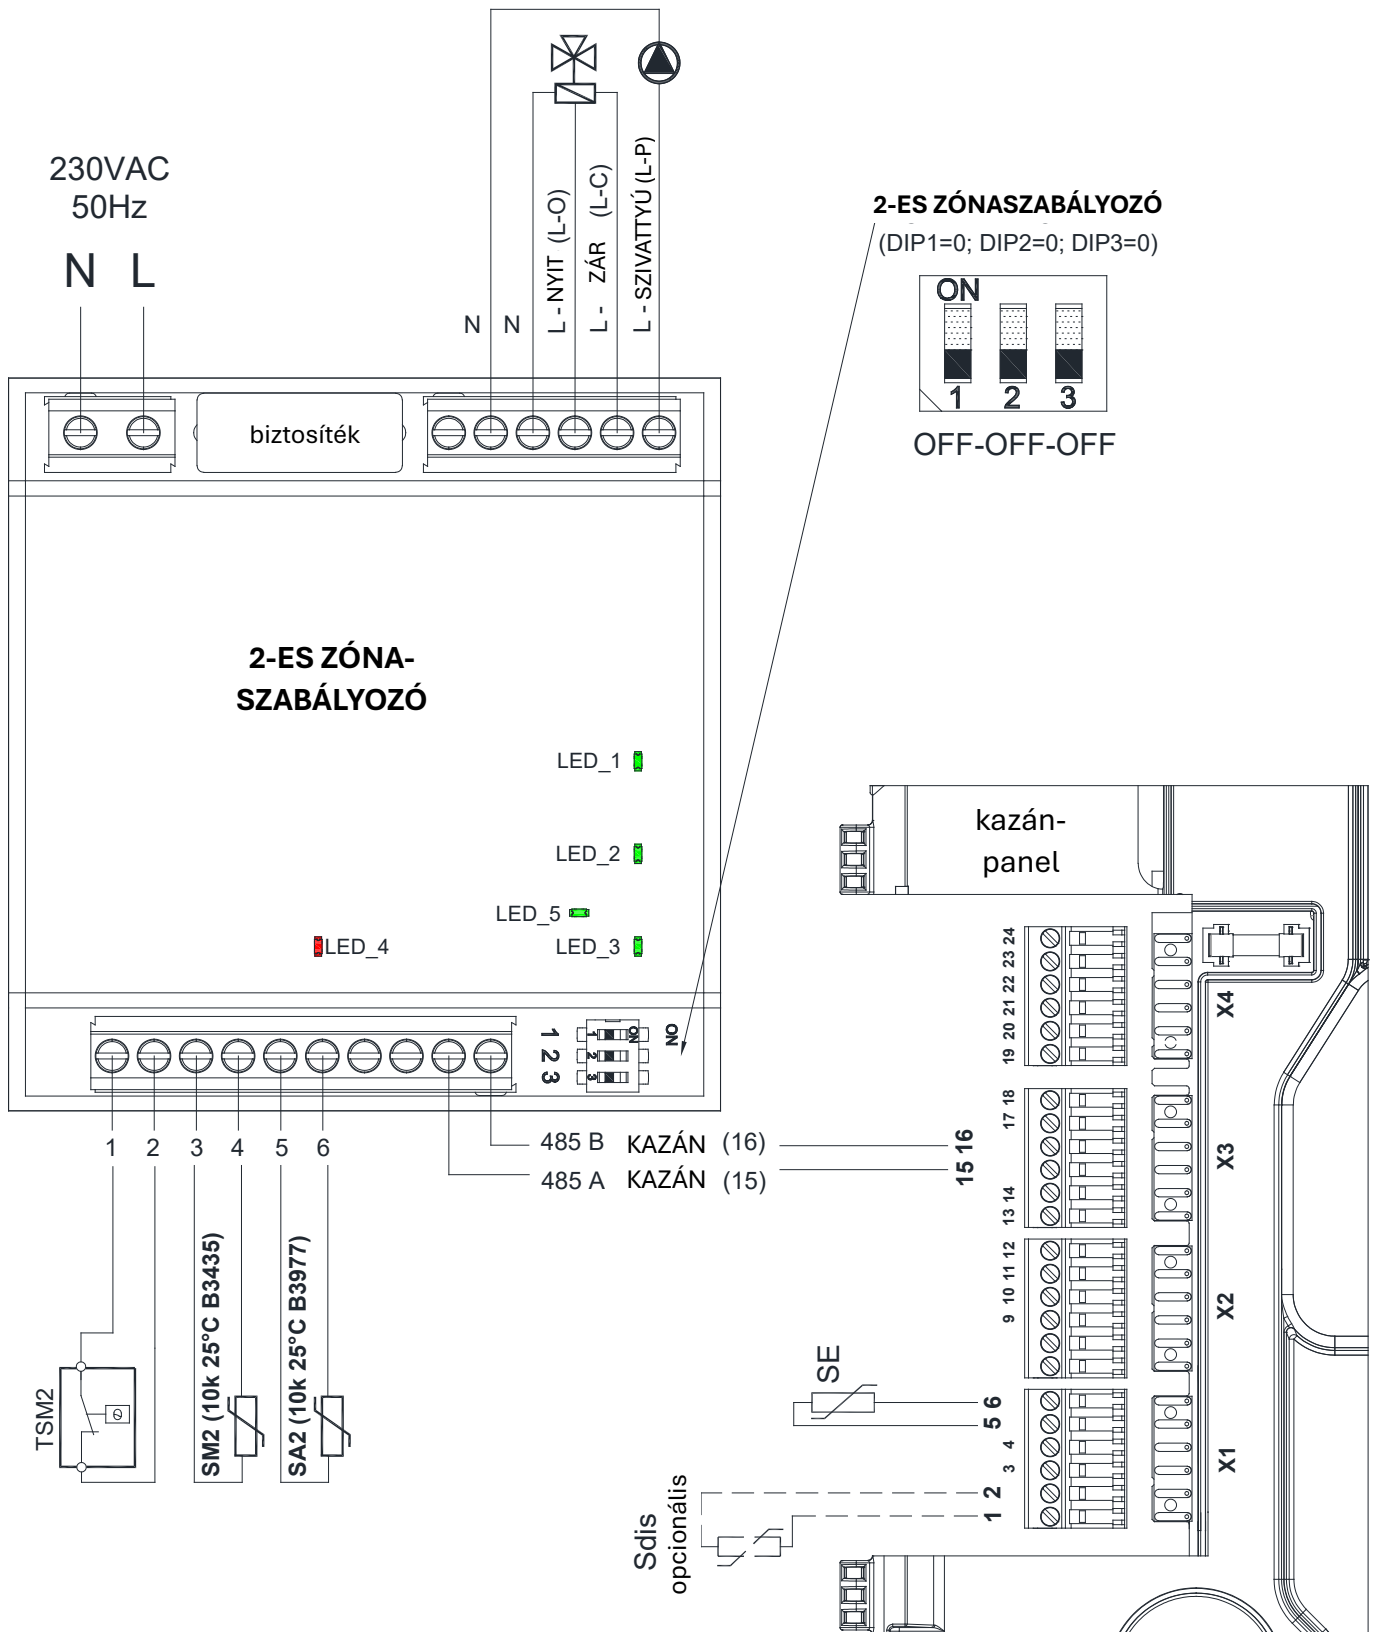 230VAC
50Hz
N L
N N
L - NYIT (L-O)
L - ZÁR (L-C)
L - SZIVATTYÚ (L-P)
2-ES ZÓNASZABÁLYOZÓ
(DIP1=0; DIP2=0; DIP3=0)
ON
1 2 3
OFF-OFF-OFF
biztosíték
2-ES ZÓNA-
SZABÁLYOZÓ
LED_1
LED_2
LED_5
LED_4
LED_3
1 2 3
1 2 3
ON
ON
1 2 3 4 5 6
485 B KAZÁN (16)
485 A KAZÁN (15)
TSM2
SM2 (10k 25°C B3435)
SA2 (10k 25°C B3977)
kazán-
panel
19 20 21 22 23 24
X4
13 14 15 16 17 18
X3
9 10 11 12
X2
1 2 3 4 5 6
X1
SE
Sdis
opcionális